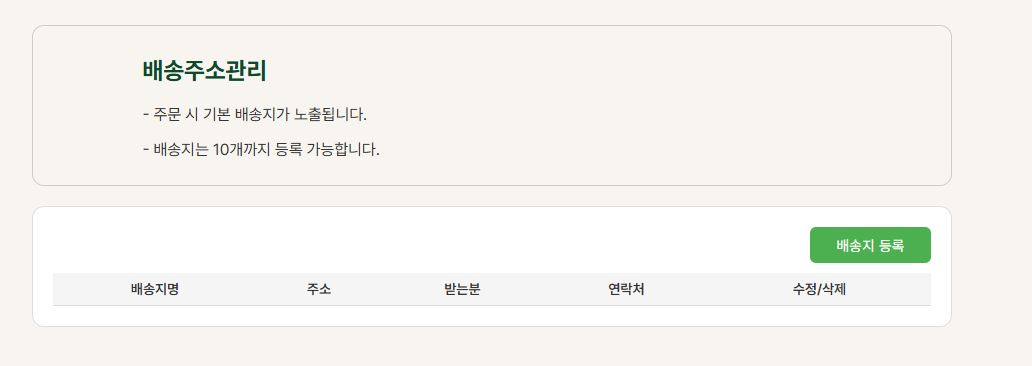 배송주소관리
- 주문 시 기본 배송지가 노출됩니다.
- 배송지는 10개까지 등록 가능합니다.
배송지 등록
배송지명 주소 받는분 연락처 수정/삭제